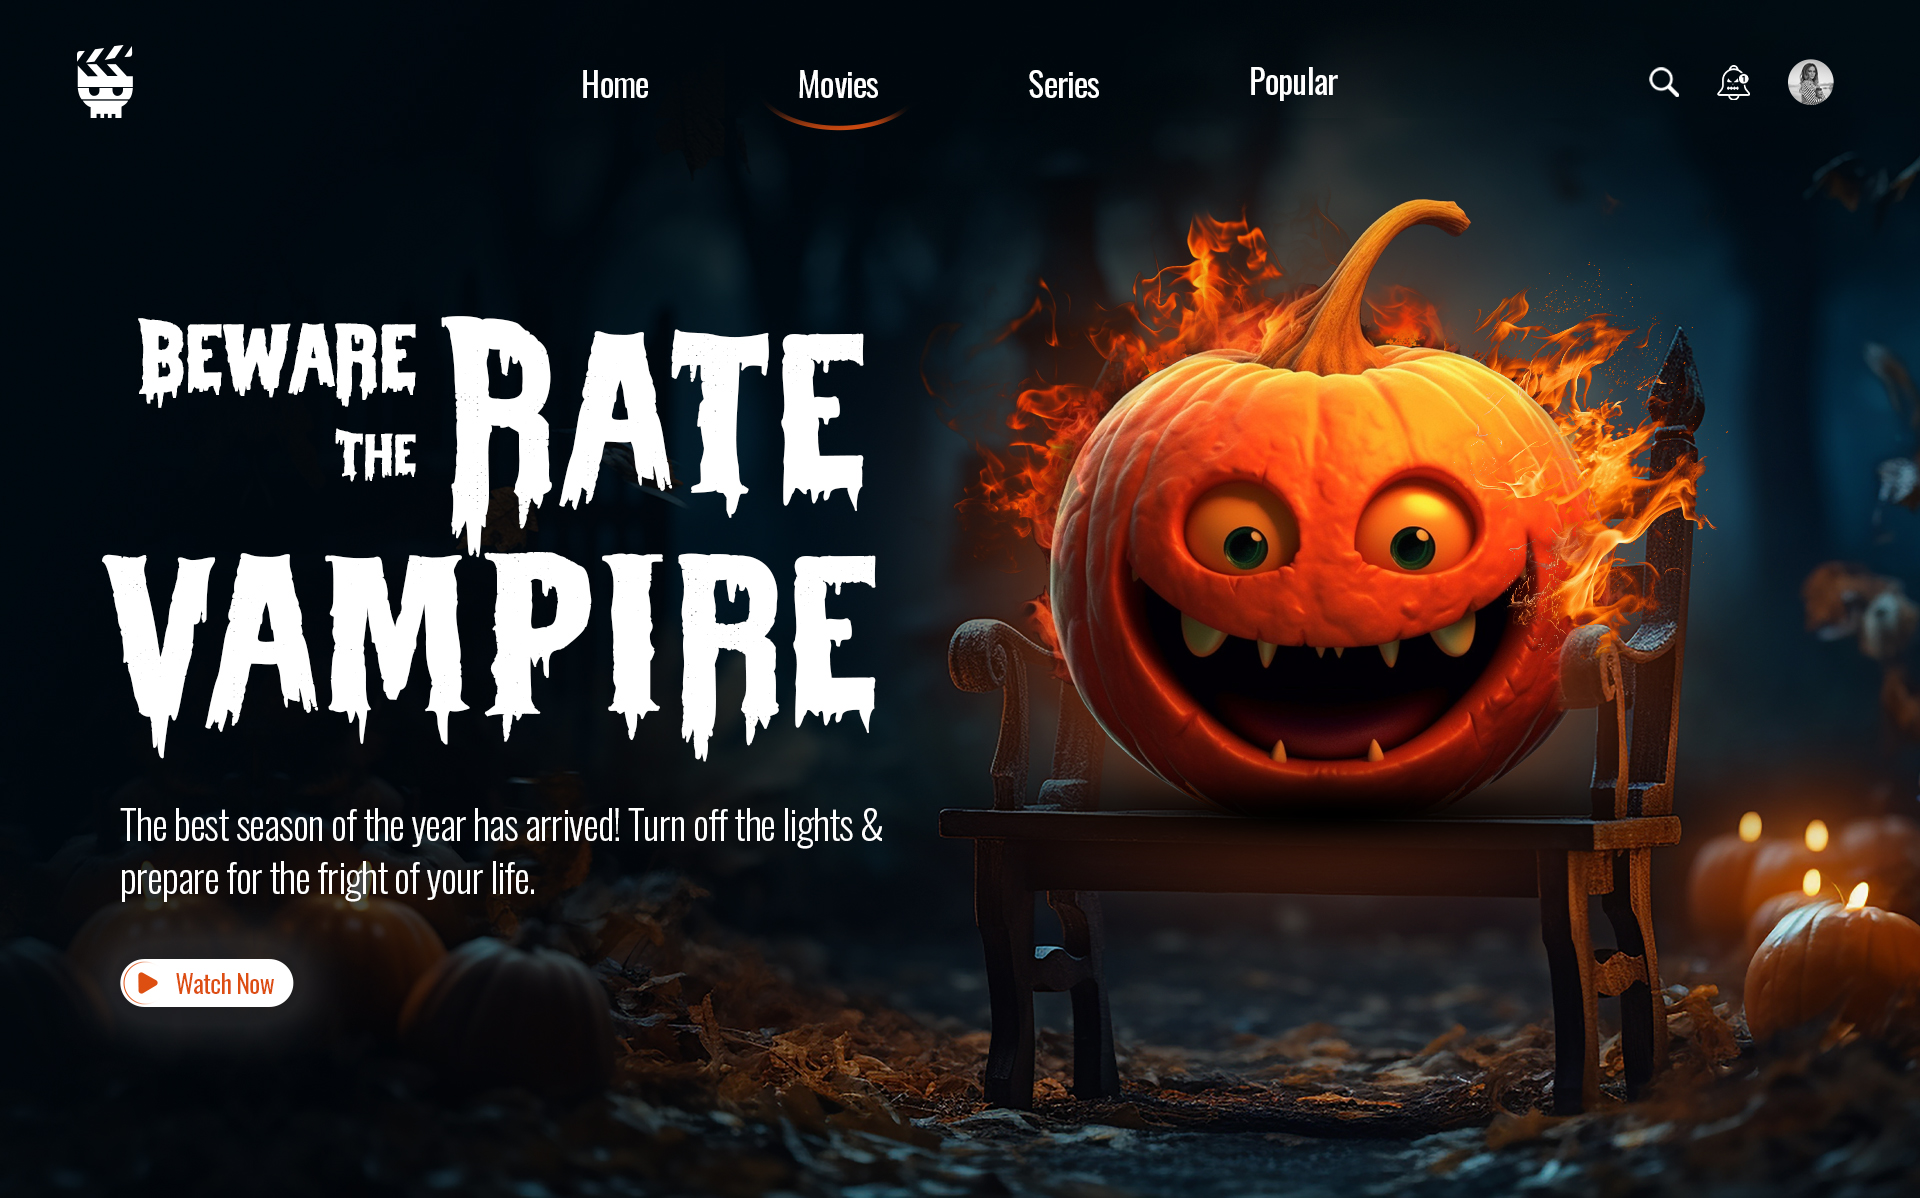 Home
Movies
Series
Popular
1
BEWARE
THE
RATE
VAMPIRE
The best season of the year has arrived! Turn off the lights &
prepare for the fright of your life.
Watch Now